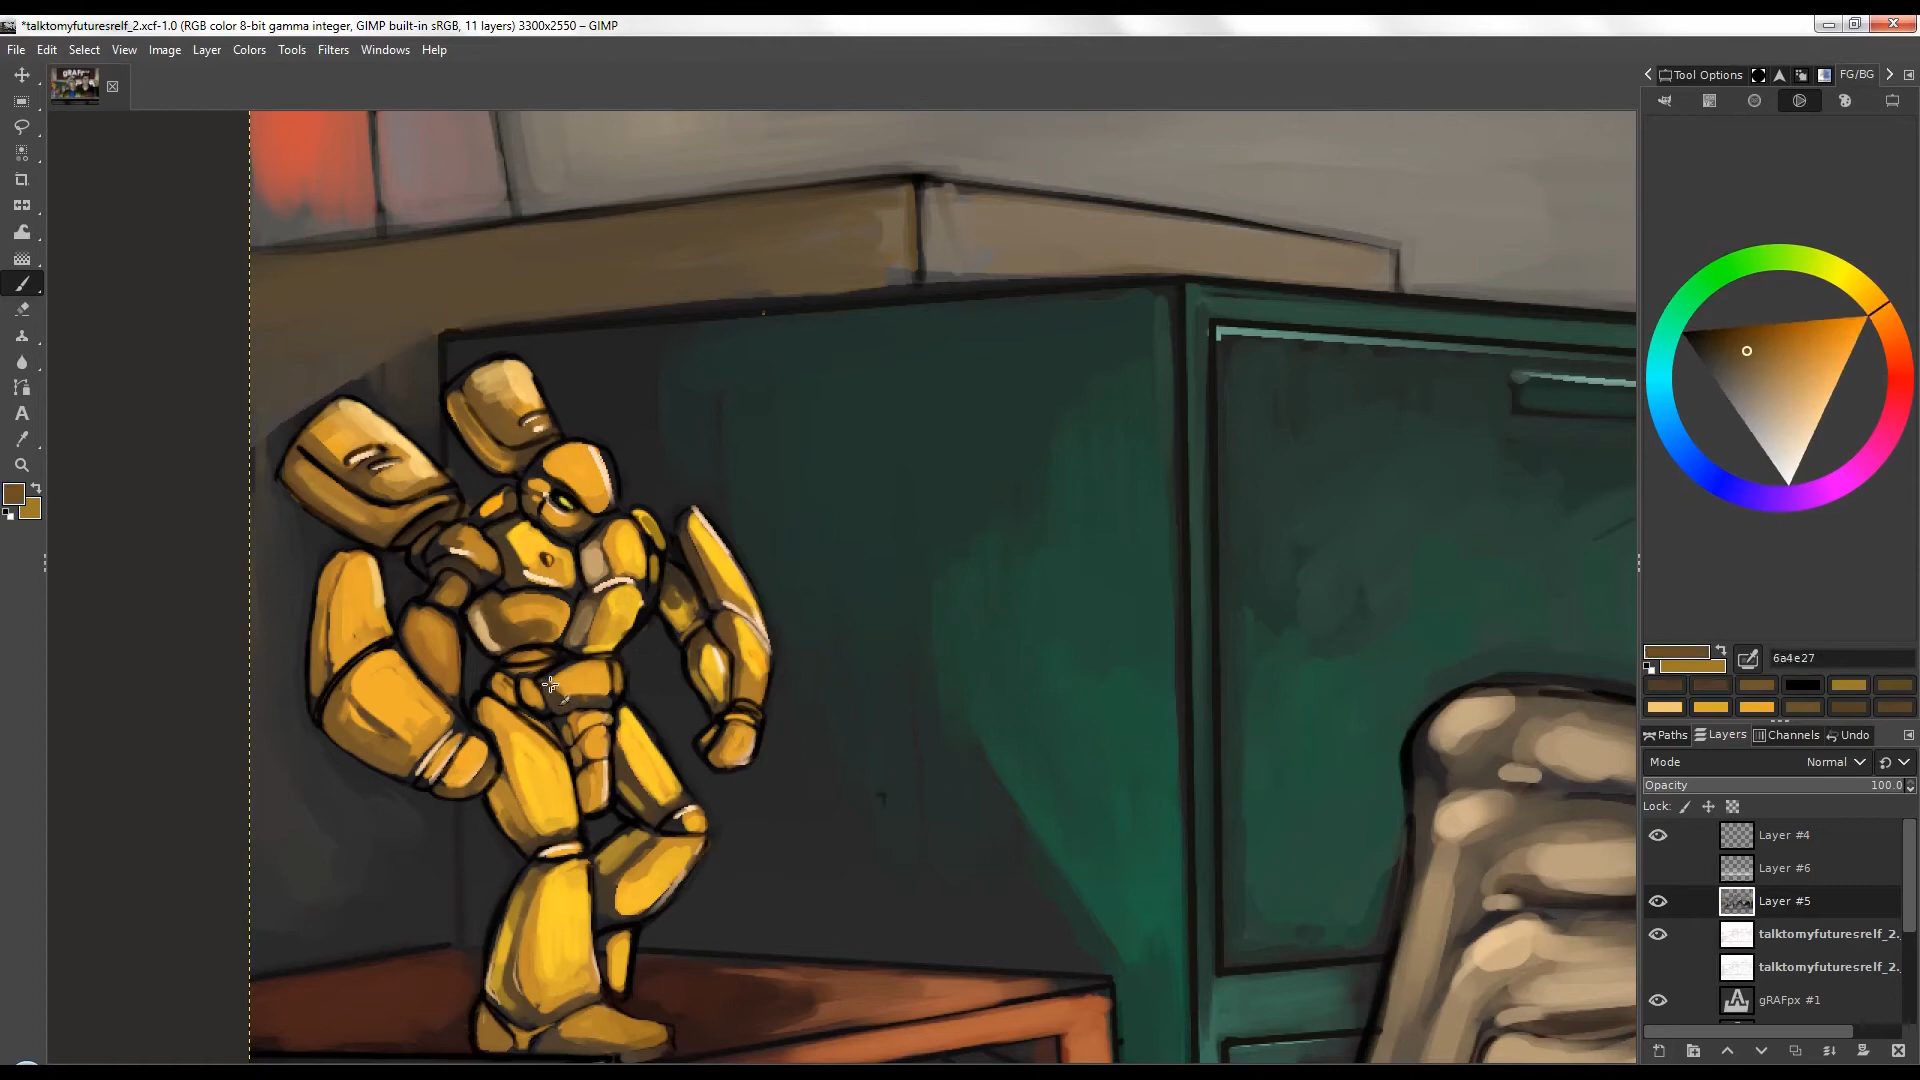 *talktomyfuturesrelf_2.xcf-1.0 (RGB color 8-bit gamma integer, GIMP built-in sRGB, 11 layers) 3300x2550 – GIMP
File Edit Select View Image Layer Colors Tools Filters Windows Help
Tool Options FG/BG
6a4e27
Paths Layers Channels Undo
Mode Normal
Opacity 100.0
Lock:
Layer #4
Layer #6
Layer #5
talktomyfuturesrelf_2.
talktomyfuturesrelf_2.
gRAFpx #1